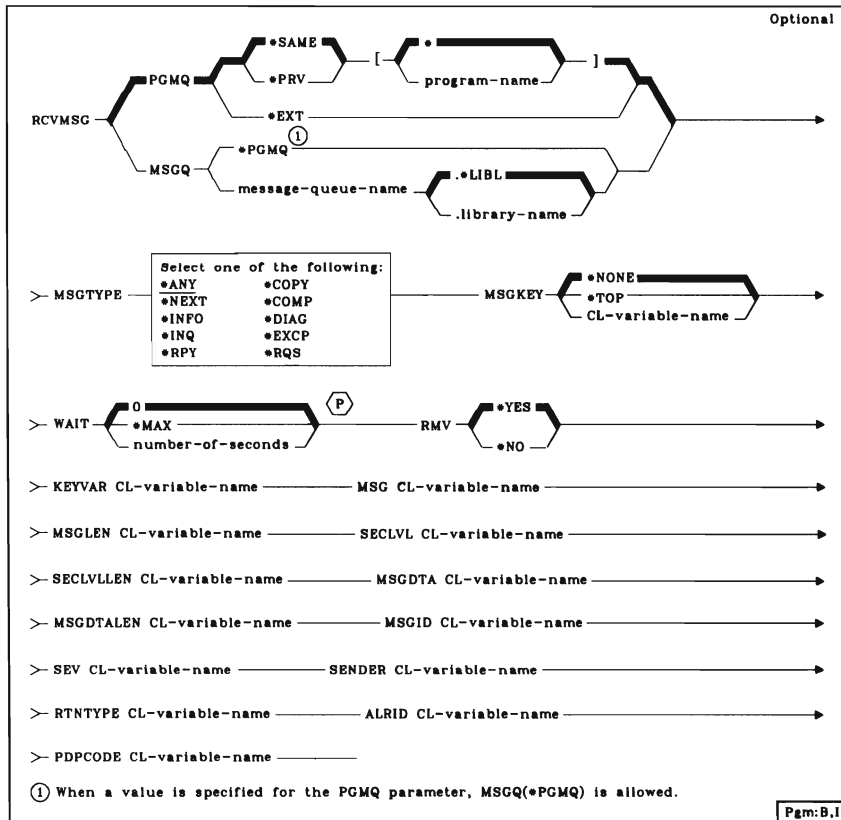 Optional
*SAME
*
PGMQ
[
]
*PRV
program-name
*EXT
RCVMSG
1
*PGMQ
MSGQ
.*LIBL
message-queue-name
.library-name
Select one of the following:
*ANY *COPY
MSGTYPE *NEXT *COMP MSGKEY
*INFO *DIAG
*INQ *EXCP
*RPY *RQS
*NONE
*TOP
CL-variable-name
0
P
*YES
WAIT *MAX RMV
number-of-seconds
*NO
KEYVAR CL-variable-name MSG CL-variable-name
MSGLEN CL-variable-name SECLVL CL-variable-name
SECLVLLEN CL-variable-name MSGDTA CL-variable-name
MSGDTALEN CL-variable-name MSGID CL-variable-name
SEV CL-variable-name SENDER CL-variable-name
RTNTYPE CL-variable-name ALRID CL-variable-name
PDPCODE CL-variable-name
1 When a value is specified for the PGMQ parameter, MSGQ(*PGMQ) is allowed.
Pgm:B,I